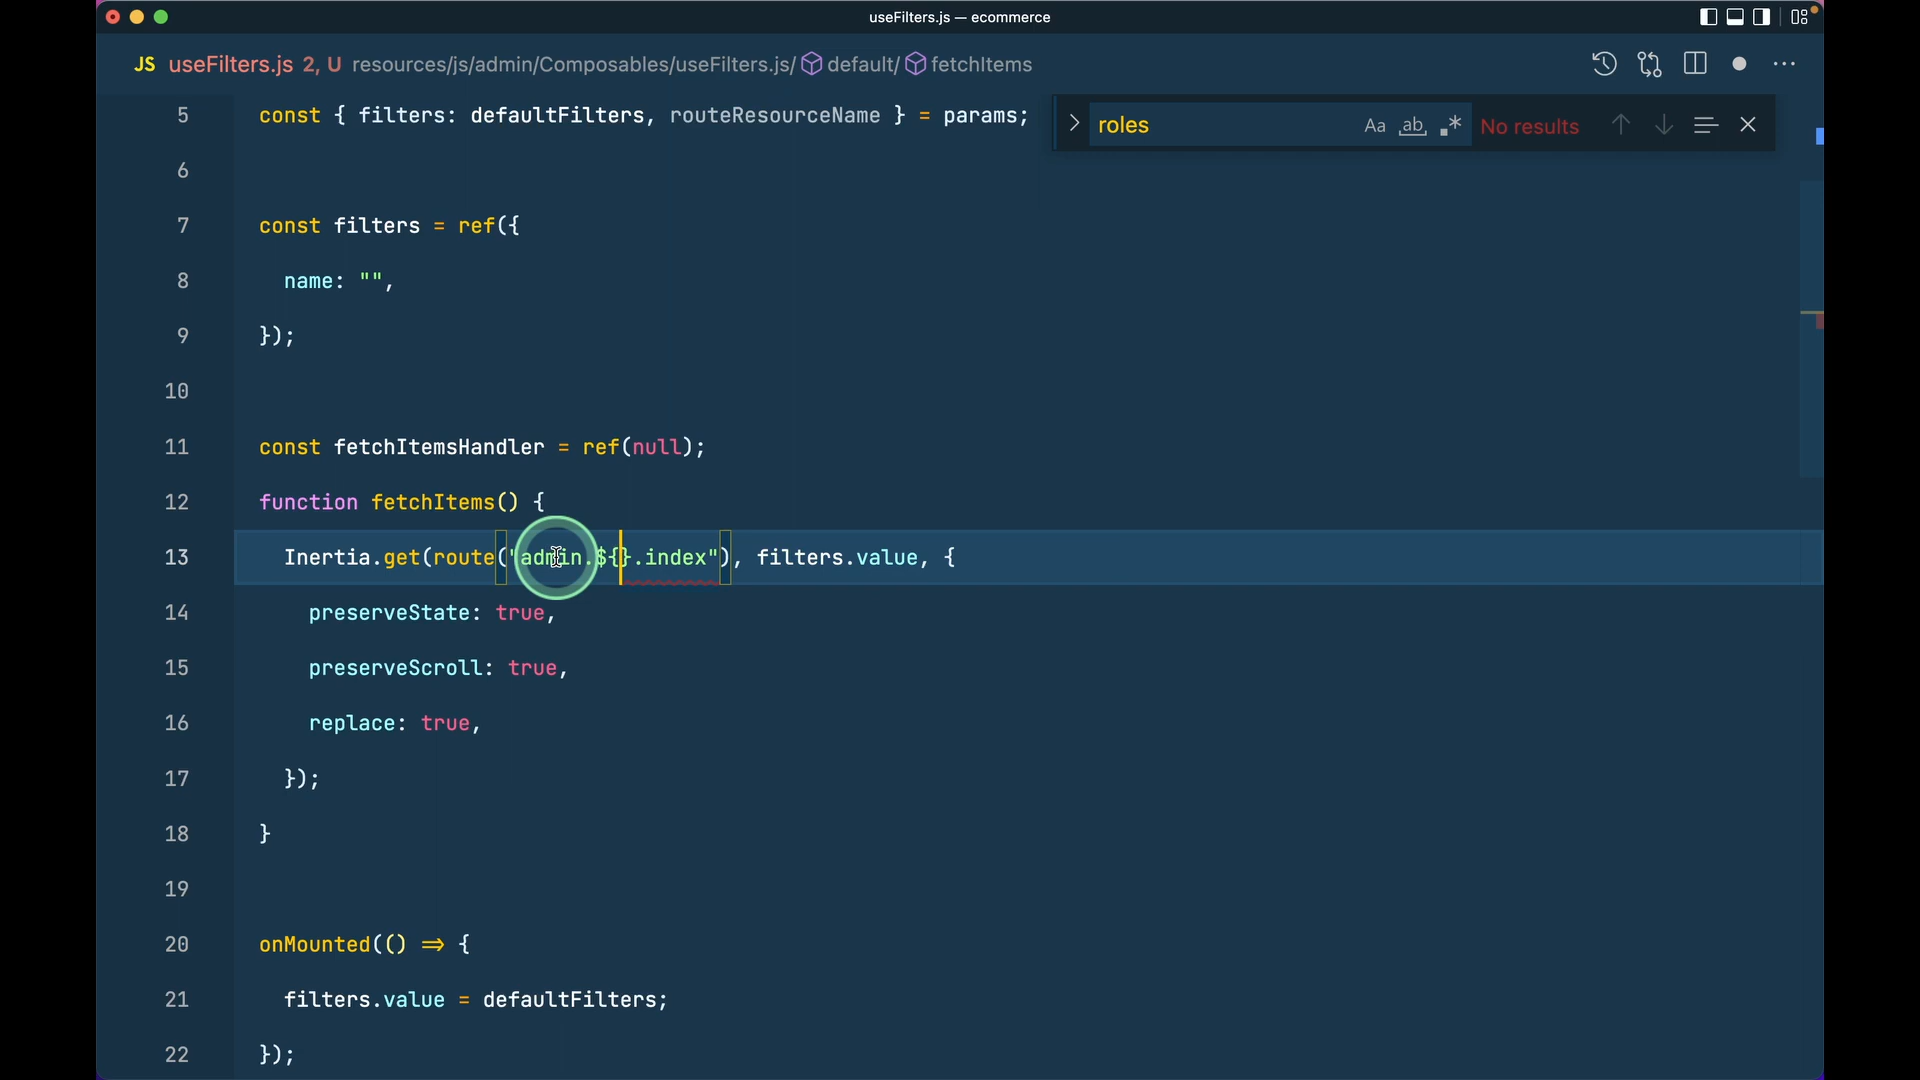 useFilters.js — ecommerce
JS useFilters.js 2, U resources/js/admin/Composables/useFilters.js/ default/ fetchItems
roles Aa ab .* No results
5 const { filters: defaultFilters, routeResourceName } = params;
6
7 const filters = ref({
8 name: "",
9 });
10
11 const fetchItemsHandler = ref(null);
12 function fetchItems() {
13 Inertia.get(route("admin.${}.index"), filters.value, {
14 preserveState: true,
15 preserveScroll: true,
16 replace: true,
17 });
18 }
19
20 onMounted(() => {
21 filters.value = defaultFilters;
22 });